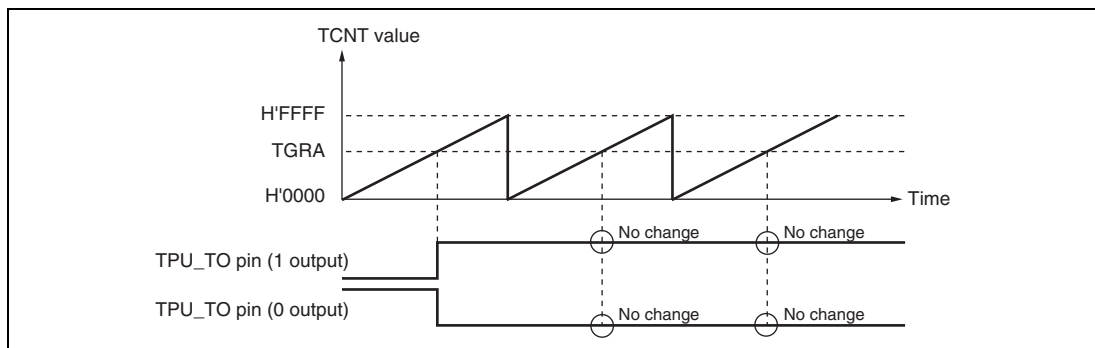 TCNT value
H'FFFF
TGRA
H'0000
Time
No change
No change
TPU_TO pin (1 output)
No change
No change
TPU_TO pin (0 output)